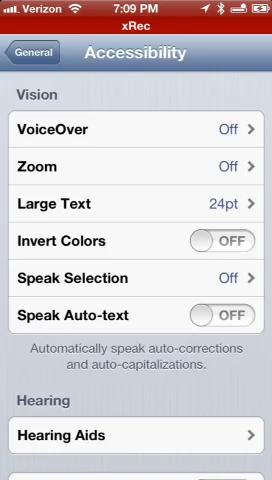 Verizon 7:09 PM
xRec
General Accessibility
Vision
VoiceOver Off
Zoom Off
Large Text 24pt
Invert Colors OFF
Speak Selection Off
Speak Auto-text OFF
Automatically speak auto-corrections
and auto-capitalizations.
Hearing
Hearing Aids